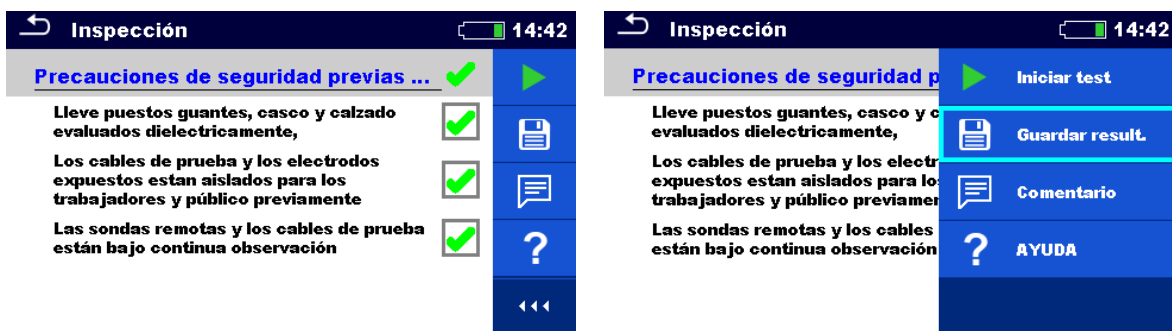 Inspección
14:42
Precauciones de seguridad previas ...
Lleve puestos guantes, casco y calzado
evaluados dielectricamente,
Los cables de prueba y los electrodos
expuestos estan aislados para los
trabajadores y público previamente
Las sondas remotas y los cables de prueba
están bajo continua observación
?
Inspección
14:42
Precauciones de seguridad p
Lleve puestos guantes, casco y c
evaluados dielectricamente,
Los cables de prueba y los electr
expuestos estan aislados para lo
trabajadores y público previamen
Las sondas remotas y los cables
están bajo continua observación
Iniciar test
Guardar result.
Comentario
? AYUDA